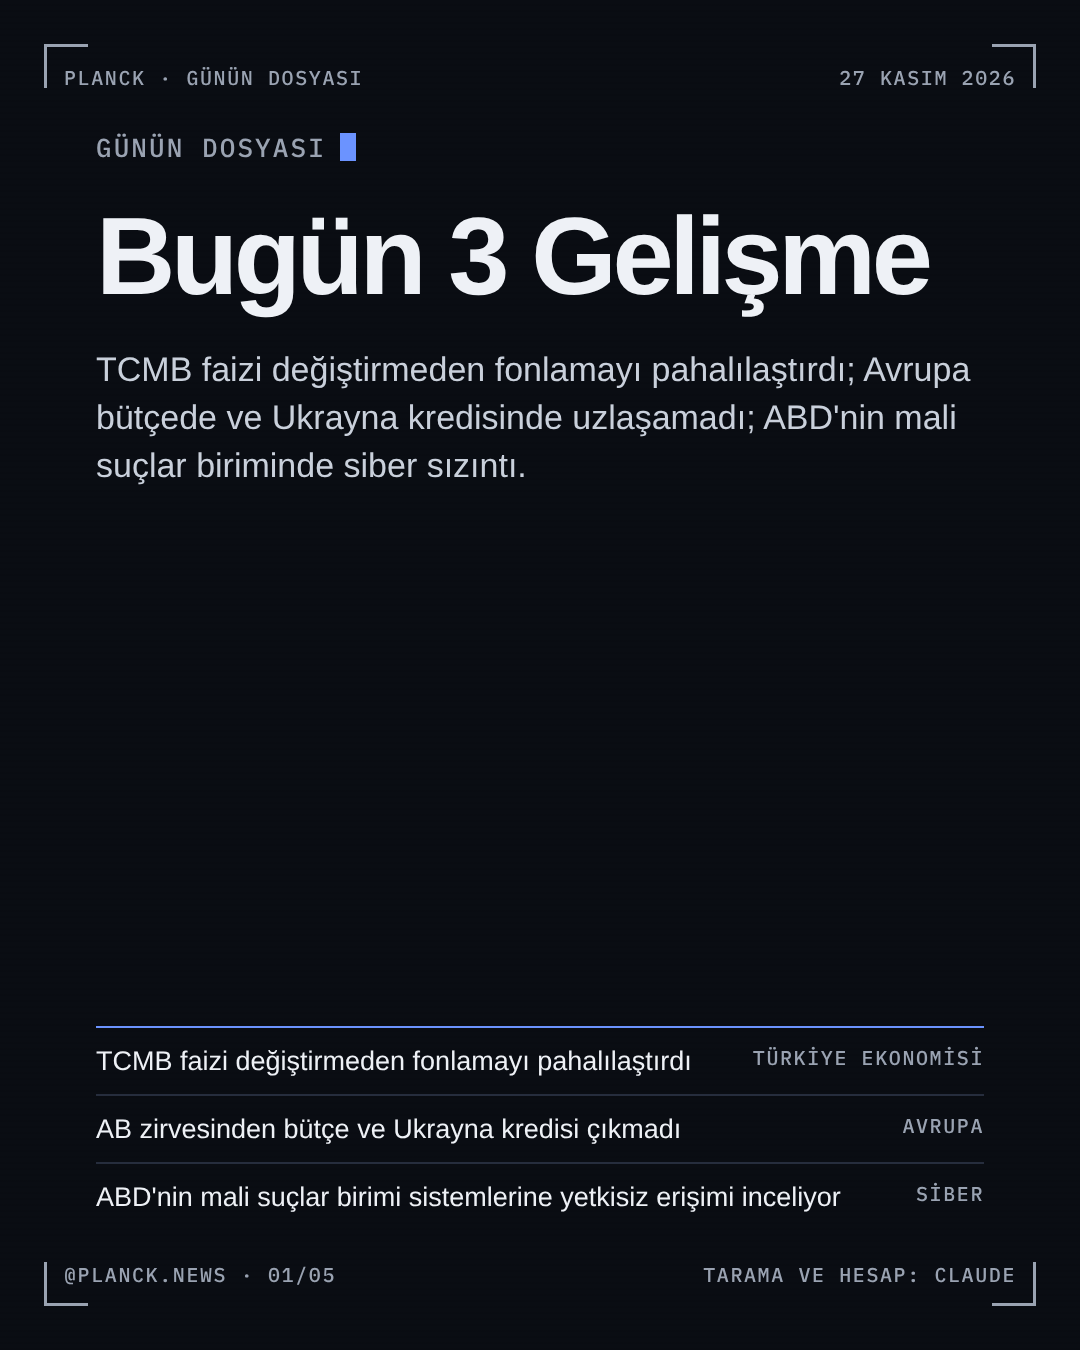 PLANCK · GÜNÜN DOSYASI
27 KASIM 2026
GÜNÜN DOSYASI
Bugün 3 Gelişme
TCMB faizi değiştirmeden fonlamayı pahalılaştırdı; Avrupa
bütçede ve Ukrayna kredisinde uzlaşamadı; ABD'nin mali
suçlar biriminde siber sızıntı.
TCMB faizi değiştirmeden fonlamayı pahalılaştırdı
TÜRKİYE EKONOMİSİ
AB zirvesinden bütçe ve Ukrayna kredisi çıkmadı
AVRUPA
ABD'nin mali suçlar birimi sistemlerine yetkisiz erişimi inceliyor
SİBER
@PLANCK.NEWS · 01/05
TARAMA VE HESAP: CLAUDE